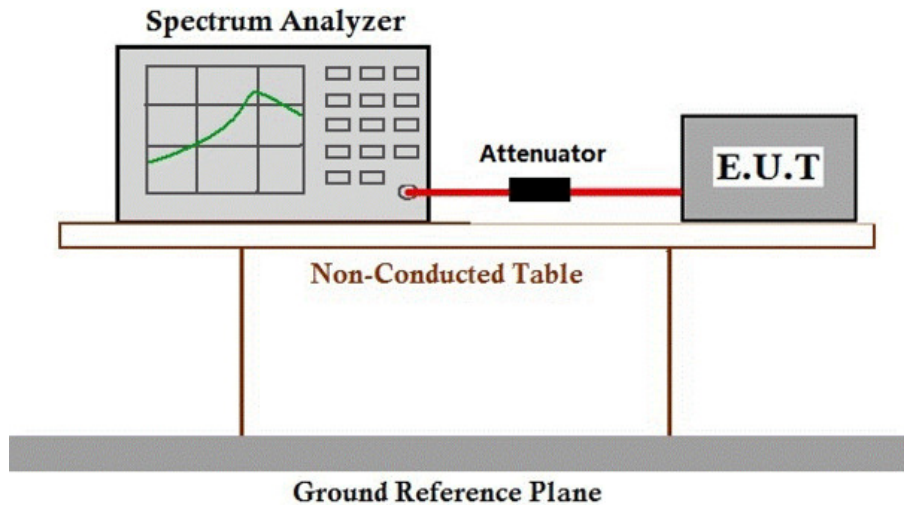 Spectrum Analyzer
Attenuator
E.U.T
Non-Conducted Table
Ground Reference Plane